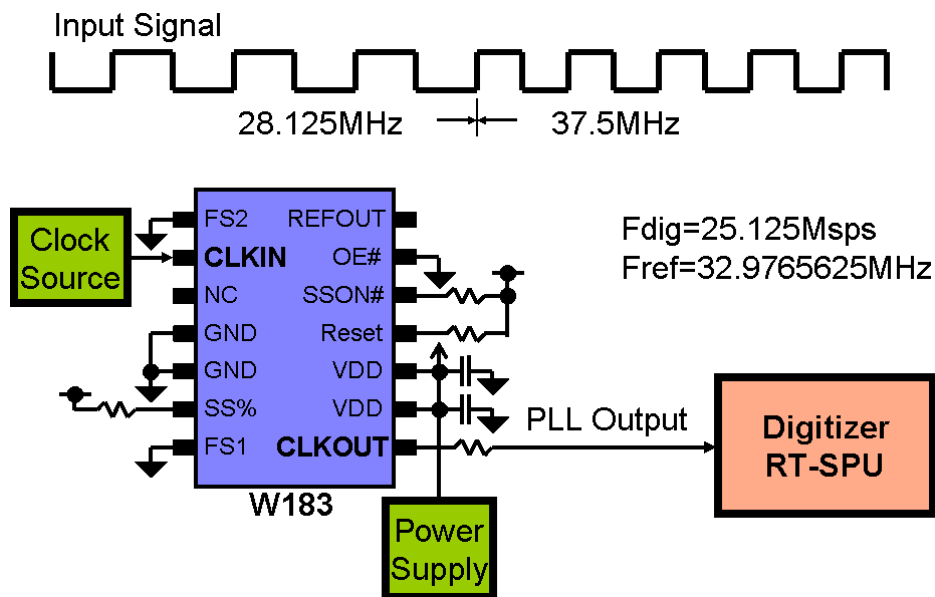 Input Signal
28.125MHz
37.5MHz
Clock
Source
FS2
CLKIN
NC
GND
GND
SS%
FS1
REFOUT
OE#
SSON#
Reset
VDD
VDD
CLKOUT
W183
Fdig=25.125Msps
Fref=32.9765625MHz
PLL Output
Digitizer
RT-SPU
Power
Supply